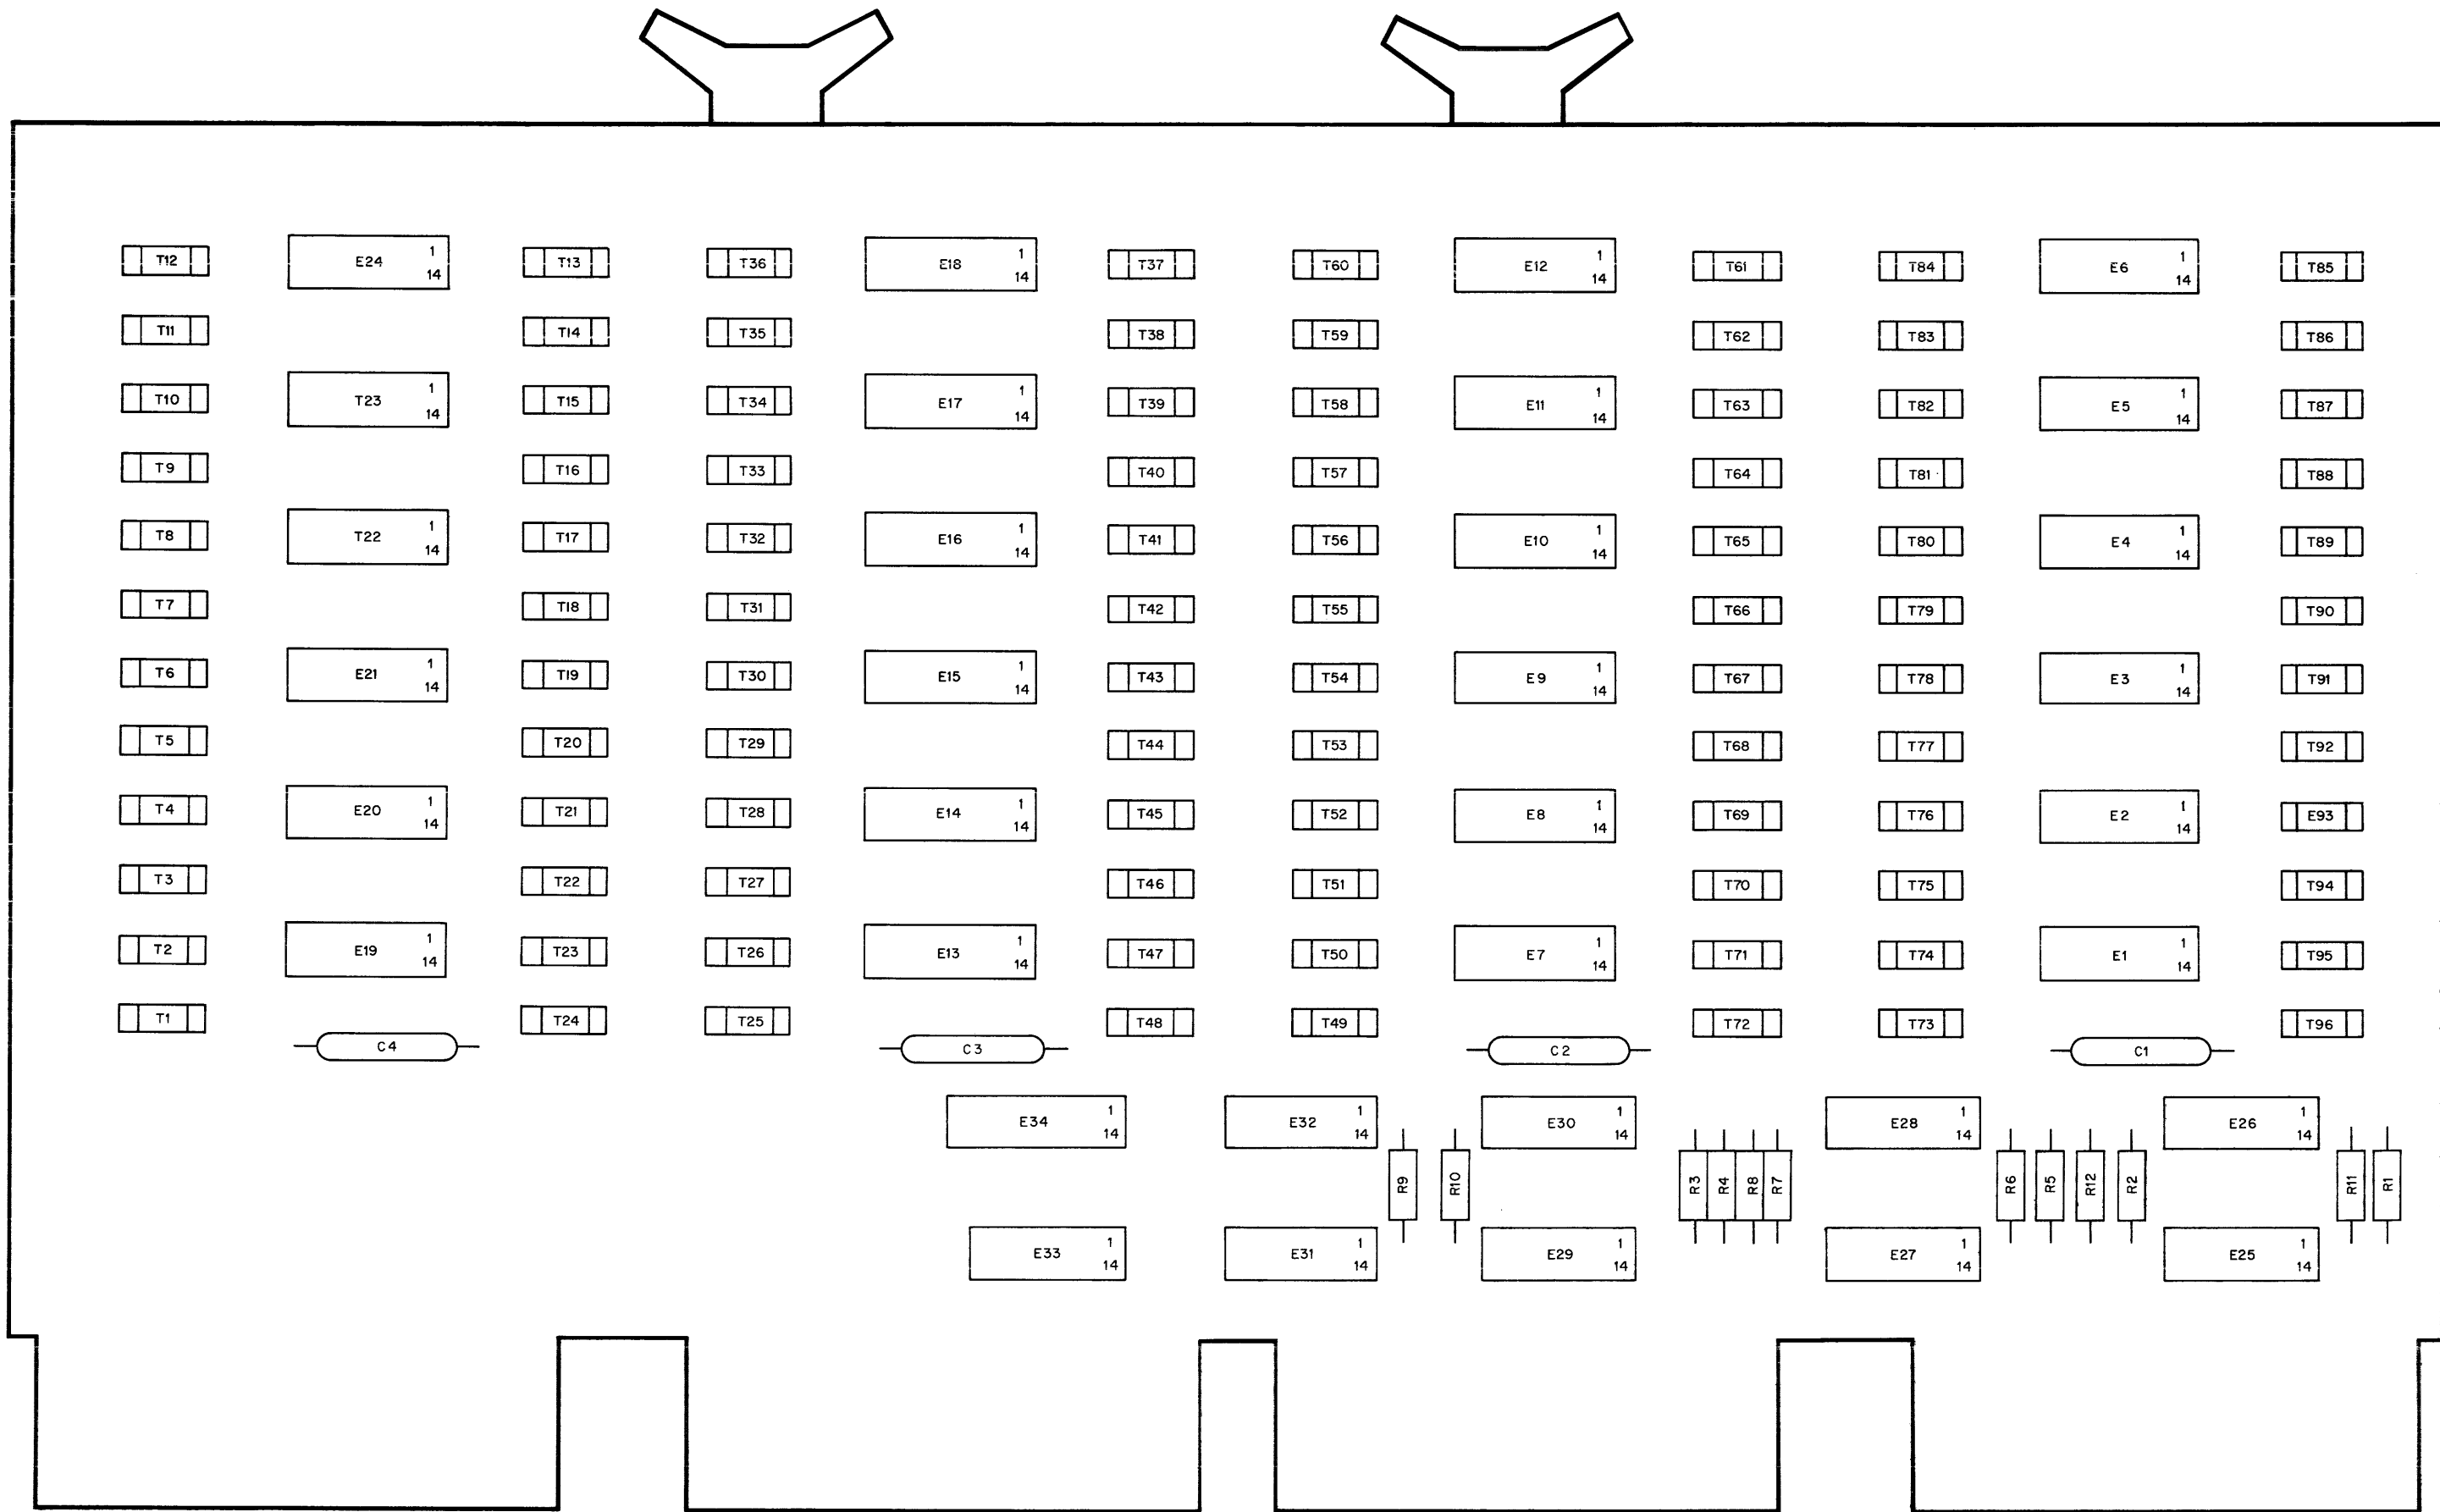 T12 E24 1 14 T13 T36 E18 1 14 T37 T60 E12 1 14 T61 T84 E6 1 14 T85
T11 T14 T35 T38 T59 T62 T83 T86
T10 T23 1 14 T15 T34 E17 1 14 T39 T58 E11 1 14 T63 T82 E5 1 14 T87
T9 T16 T33 T40 T57 T64 T81 T88
T8 T22 1 14 T17 T32 E16 1 14 T41 T56 E10 1 14 T65 T80 E4 1 14 T89
T7 T18 T31 T42 T55 T66 T79 T90
T6 E21 1 14 T19 T30 E15 1 14 T43 T54 E9 1 14 T67 T78 E3 1 14 T91
T5 T20 T29 T44 T53 T68 T77 T92
T4 E20 1 14 T21 T28 E14 1 14 T45 T52 E8 1 14 T69 T76 E2 1 14 E93
T3 T22 T27 T46 T51 T70 T75 T94
T2 E19 1 14 T23 T26 E13 1 14 T47 T50 E7 1 14 T71 T74 E1 1 14 T95
T1 T24 T25 T48 T49 T72 T73 T96
C4 C3 C2 C1
E34 1 14 E32 1 14 E30 1 14 E28 1 14 E26 1 14
R9 R10 R3 R4 R8 R7 R6 R5 R12 R2 R11 R1
E33 1 14 E31 1 14 E29 1 14 E27 1 14 E25 1 14